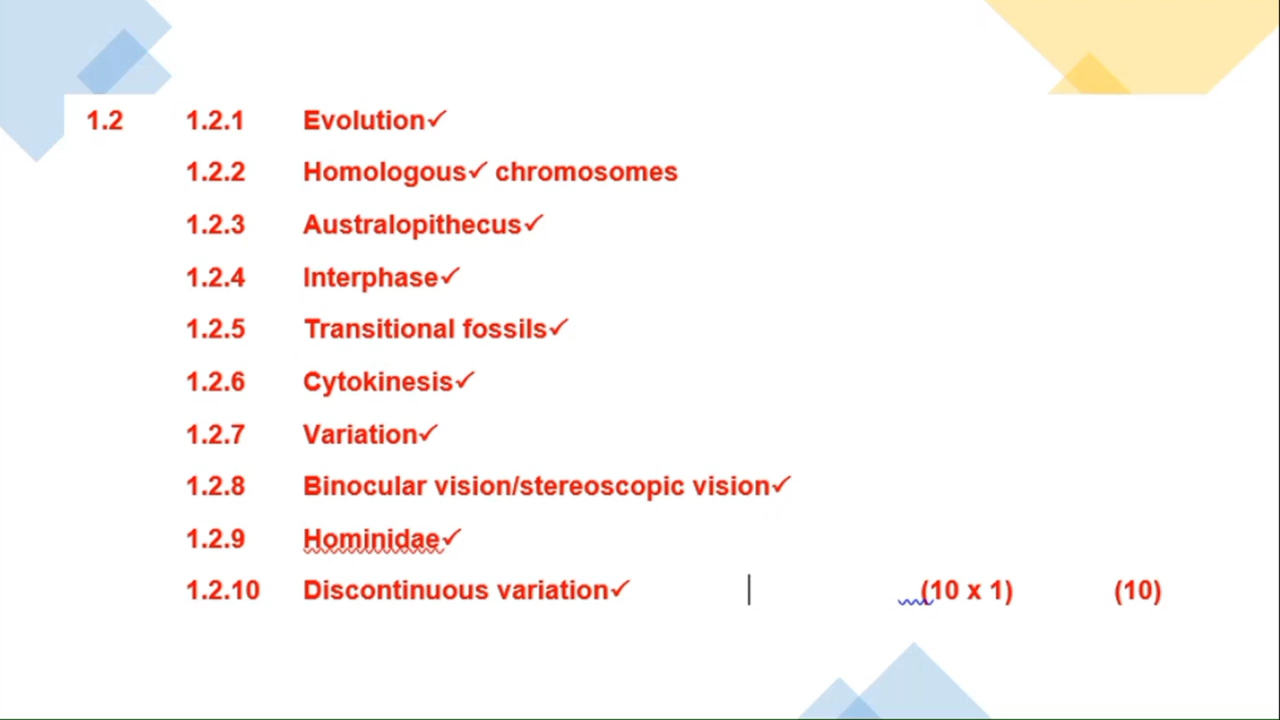 1.2 1.2.1 Evolution✓
1.2.2 Homologous✓ chromosomes
1.2.3 Australopithecus✓
1.2.4 Interphase✓
1.2.5 Transitional fossils✓
1.2.6 Cytokinesis✓
1.2.7 Variation✓
1.2.8 Binocular vision/stereoscopic vision✓
1.2.9 Hominidae✓
1.2.10 Discontinuous variation✓ (10 x 1) (10)